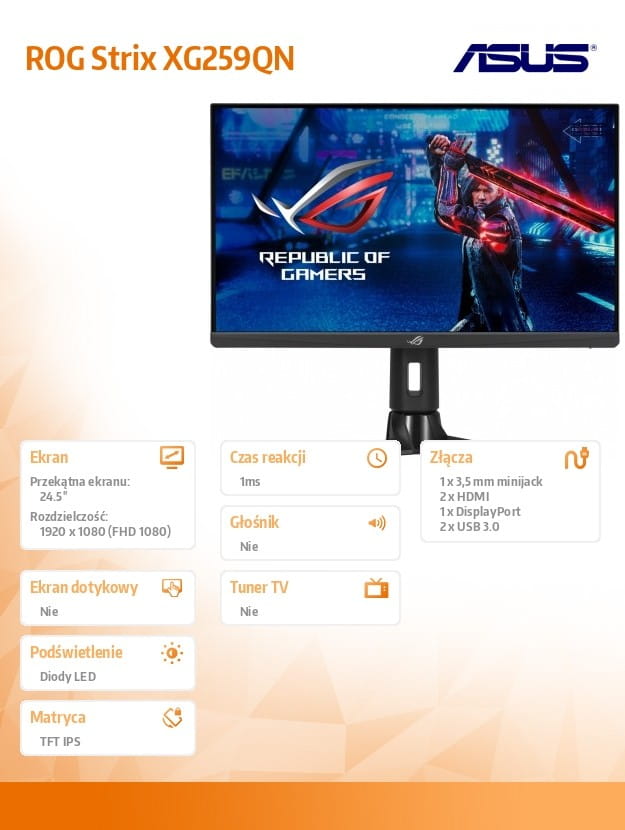 ROG Strix XG259QN
ASUS
REPUBLIC OF
GAMERS
Ekran
Przekątna ekranu:
24.5"
Rozdzielczość:
1920 x 1080 (FHD 1080)
Czas reakcji
1ms
Złącza
1 x 3,5 mm minijack
2 x HDMI
1 x DisplayPort
2 x USB 3.0
Głośnik
Nie
Ekran dotykowy
Nie
Tuner TV
Nie
Podświetlenie
Diody LED
Matryca
TFT IPS